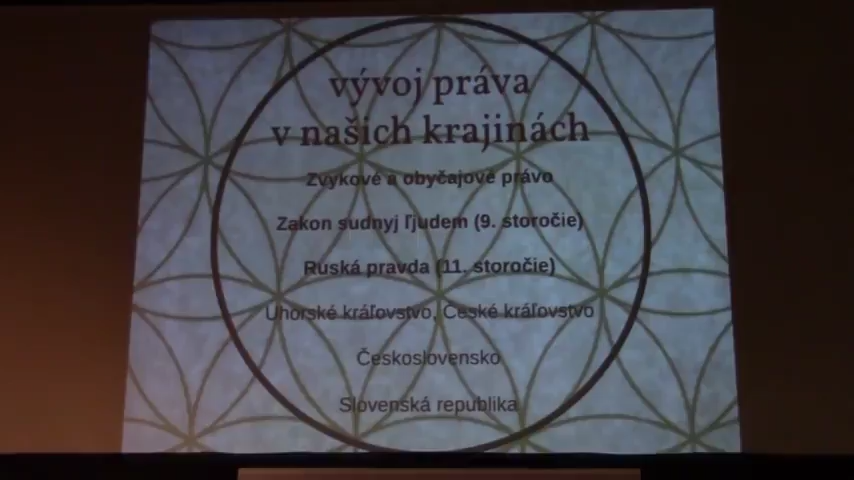 vývoj práva
v našich krajinách
Zvykové a obyčajové právo
Zakon sudnyj ľjudem (9. storočie)
Ruská pravda (11. storočie)
Uhorské kráľovstvo, České kráľovstvo
Československo
Slovenská republika